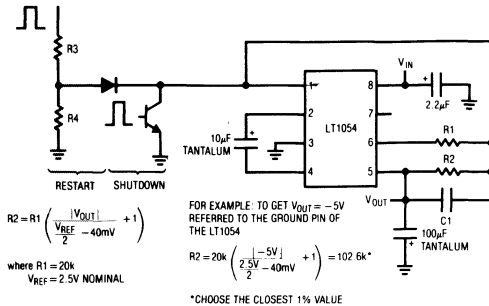 R3
R4
RESTART SHUTDOWN
10μF
TANTALUM
1
2
3
4
LT1054
8
7
6
5
VIN
2.2μF
R1
R2
VOUT
C1
100μF
TANTALUM
R2 = R1 ( |VOUT| / (VREF/2 − 40mV) + 1 )
where R1 = 20k
VREF = 2.5V NOMINAL
FOR EXAMPLE: TO GET VOUT = −5V
REFERRED TO THE GROUND PIN OF
THE LT1054
R2 = 20k ( |−5V| / (2.5V/2 − 40mV) + 1 ) = 102.6k*
*CHOOSE THE CLOSEST 1% VALUE